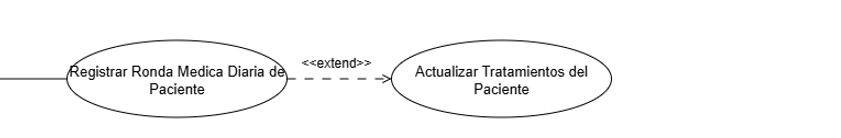 Registrar Ronda Medica Diaria de
Paciente
<<extend>>
Actualizar Tratamientos del
Paciente